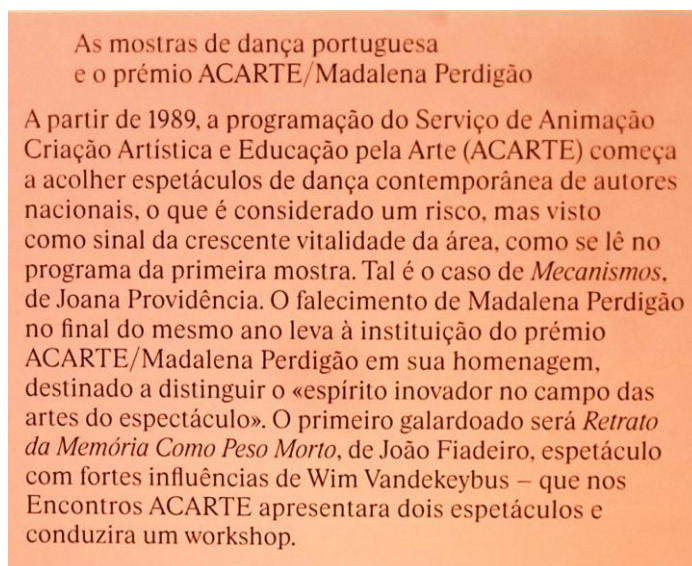 As mostras de dança portuguesa
e o prémio ACARTE/Madalena Perdigão
A partir de 1989, a programação do Serviço de Animação
Criação Artística e Educação pela Arte (ACARTE) começa
a acolher espetáculos de dança contemporânea de autores
nacionais, o que é considerado um risco, mas visto
como sinal da crescente vitalidade da área, como se lê no
programa da primeira mostra. Tal é o caso de Mecanismos,
de Joana Providência. O falecimento de Madalena Perdigão
no final do mesmo ano leva à instituição do prémio
ACARTE/Madalena Perdigão em sua homenagem,
destinado a distinguir o «espírito inovador no campo das
artes do espectáculo». O primeiro galardoado será Retrato
da Memória Como Peso Morto, de João Fiadeiro, espetáculo
com fortes influências de Wim Vandekeybus – que nos
Encontros ACARTE apresentara dois espetáculos e
conduzira um workshop.